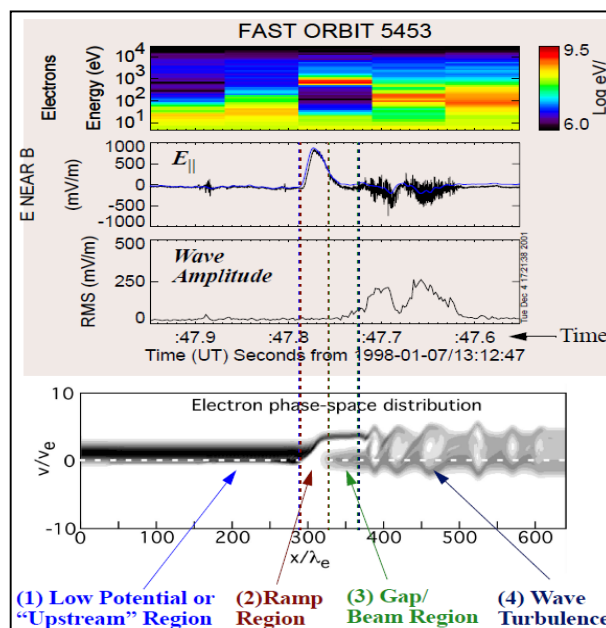 FAST ORBIT 5453
Electrons
Energy (eV)
10^4
10^3
10^2
10^1
9.5
6.0
Log eV/
E NEAR B
(mV/m)
E_||
1000
500
0
-500
-1000
RMS (mV/m)
Wave
Amplitude
500
250
0
Tue Dec 4 17:21:38 2001
:47.9 :47.8 :47.7 :47.6 Time
Time (UT) Seconds from 1998-01-07/13:12:47
Electron phase-space distribution
v/v_e
10
0
-10
0 100 200 300 400 500 600
x/λ_e
(1) Low Potential or
“Upstream” Region
(2)Ramp
Region
(3) Gap/
Beam Region
(4) Wave
Turbulence